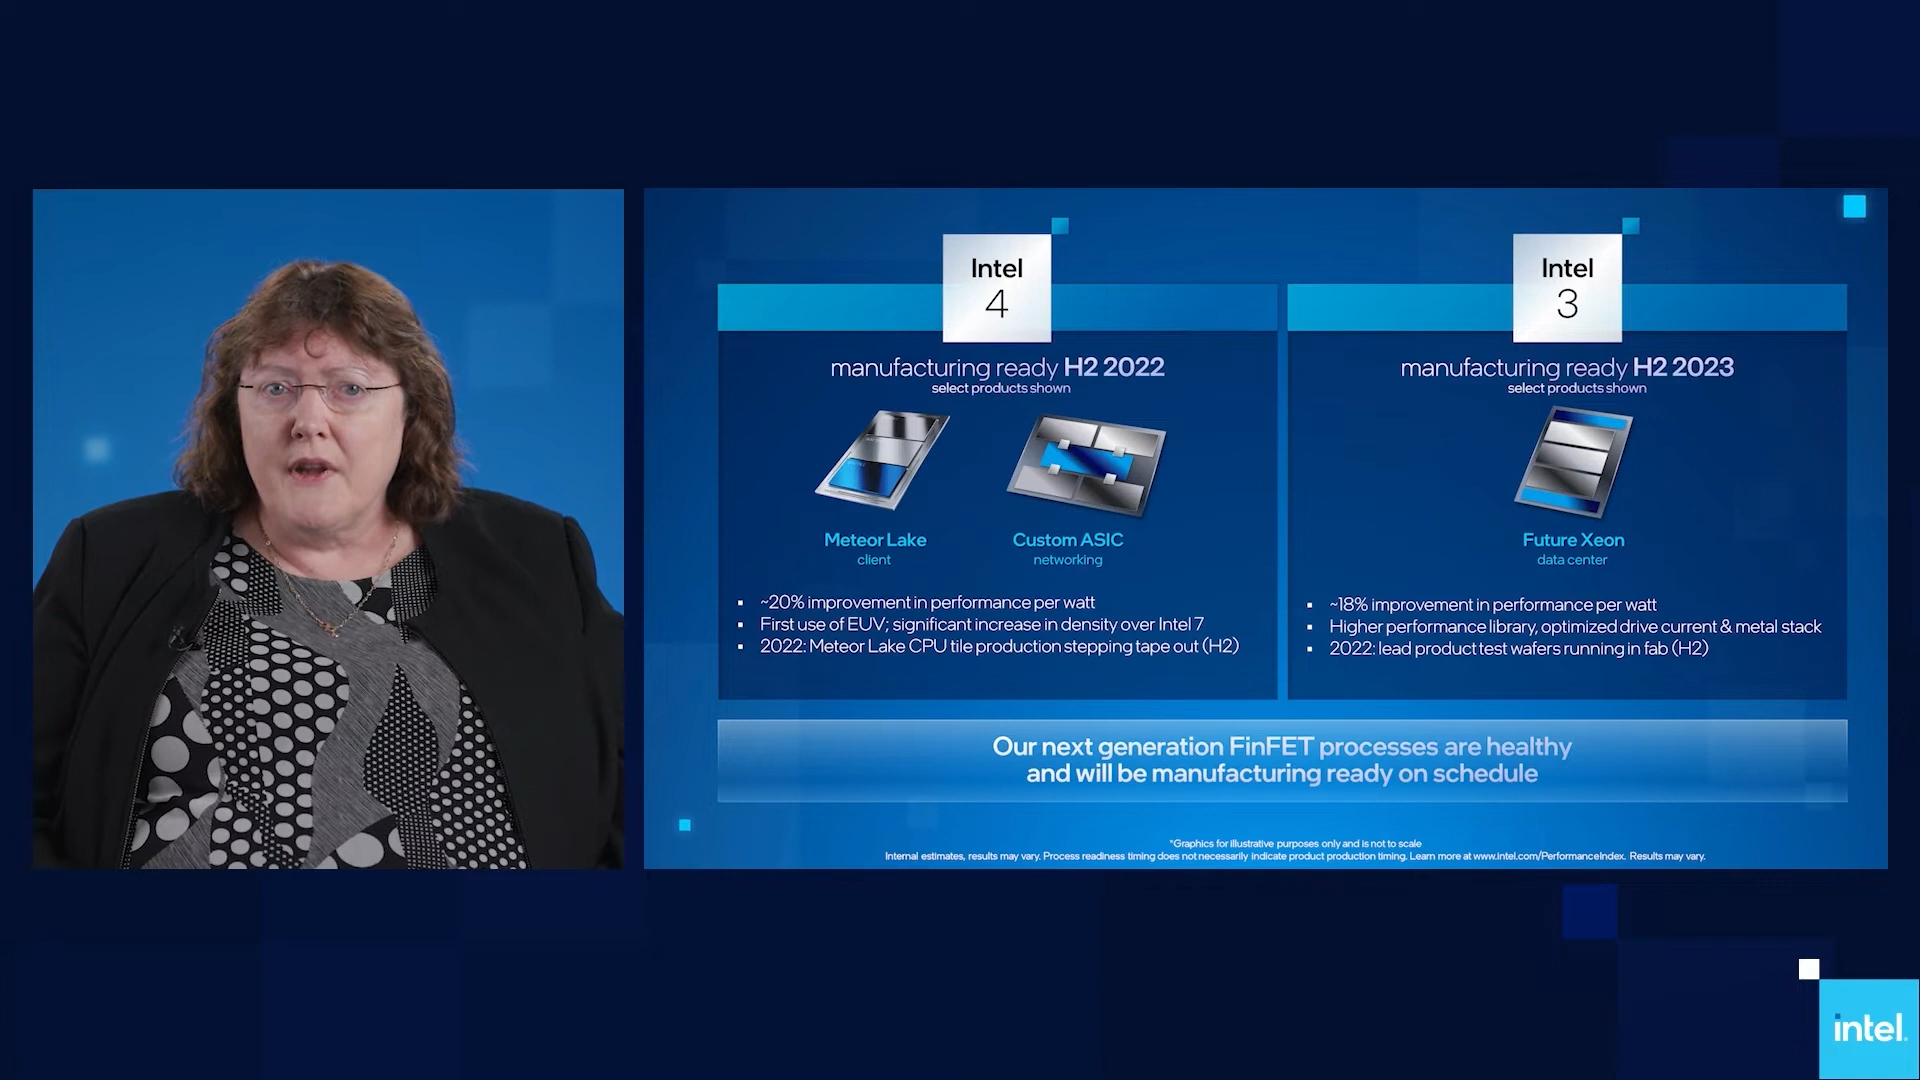 Intel
4
manufacturing ready H2 2022
select products shown
Meteor Lake
client
Custom ASIC
networking
▪ ~20% improvement in performance per watt
▪ First use of EUV; significant increase in density over Intel 7
▪ 2022: Meteor Lake CPU tile production stepping tape out (H2)
Intel
3
manufacturing ready H2 2023
select products shown
Future Xeon
data center
▪ ~18% improvement in performance per watt
▪ Higher performance library, optimized drive current & metal stack
▪ 2022: lead product test wafers running in fab (H2)
Our next generation FinFET processes are healthy
and will be manufacturing ready on schedule
*Graphics for illustrative purposes only and is not to scale
Internal estimates, results may vary. Process readiness timing does not necessarily indicate product production timing. Learn more at www.intel.com/PerformanceIndex. Results may vary.
intel.